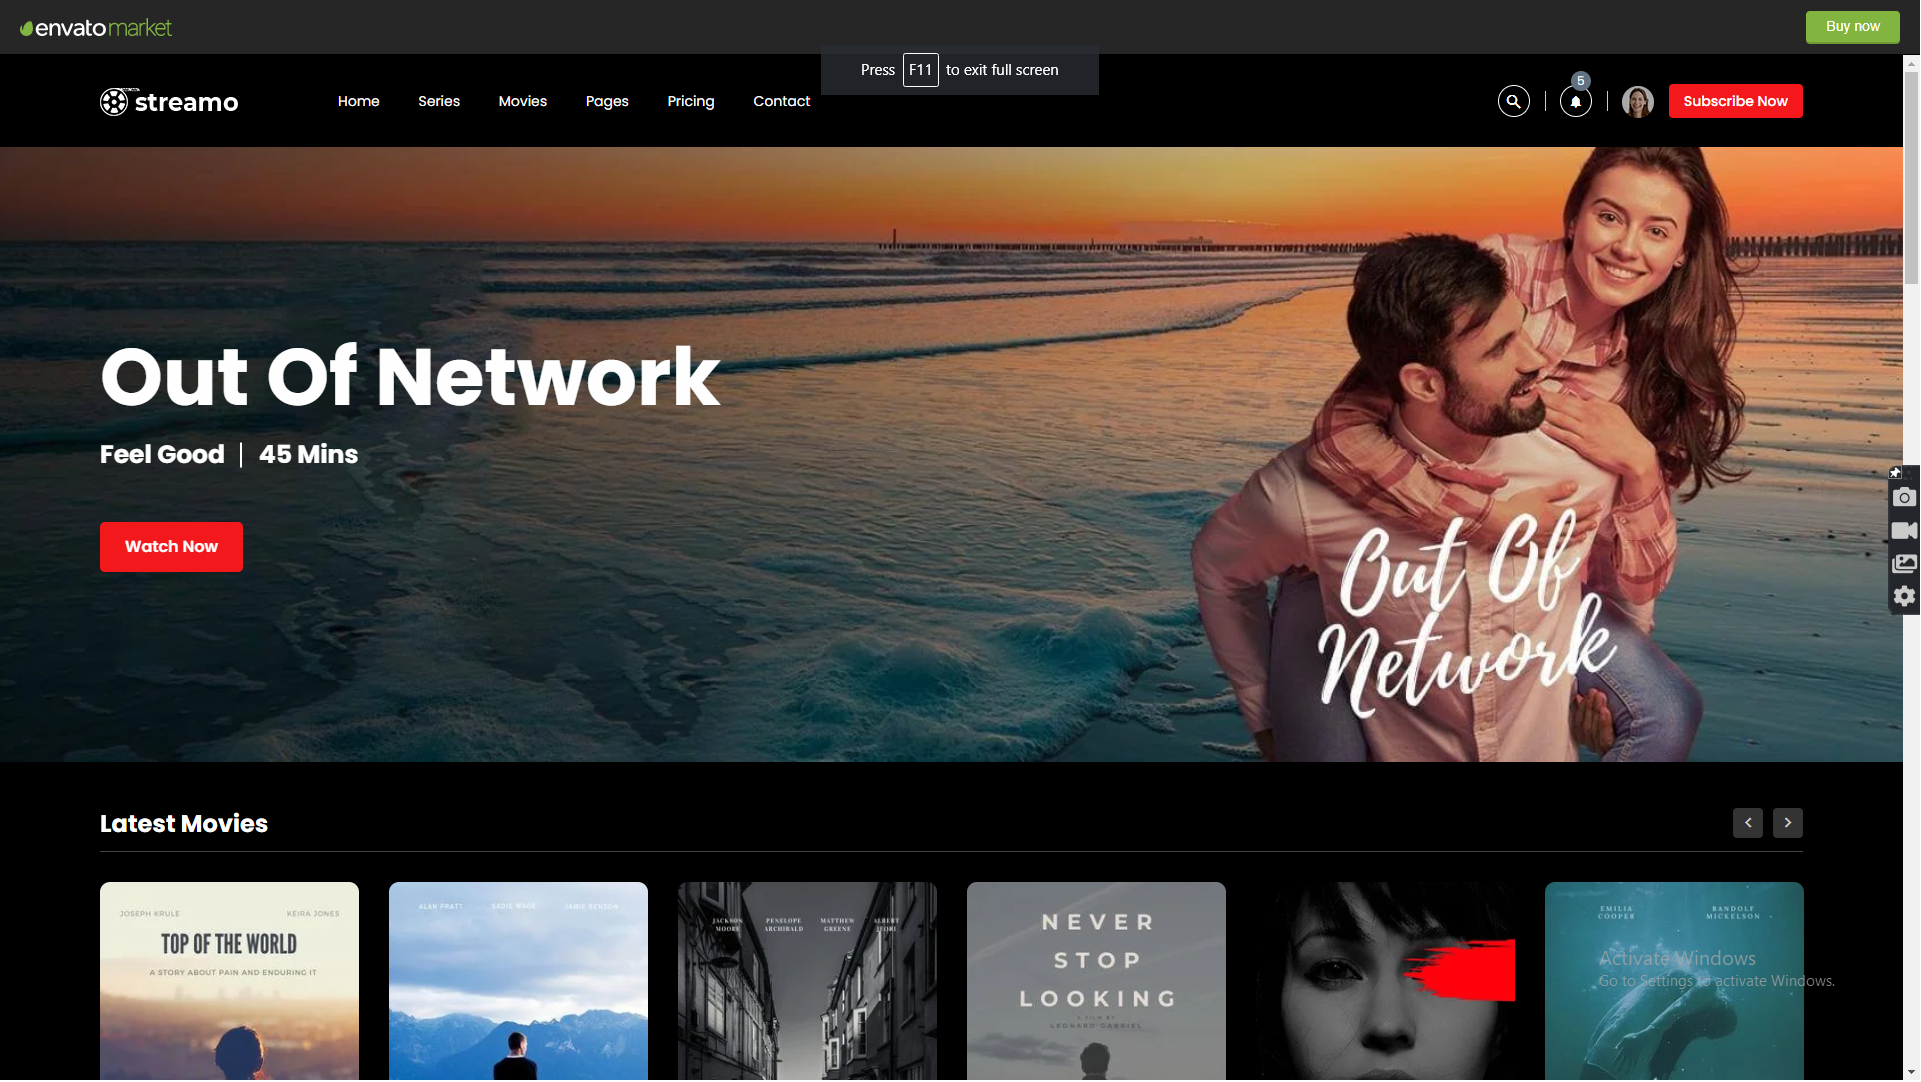 envato market
Buy now
Press F11 to exit full screen
streamo
Home
Series
Movies
Pages
Pricing
Contact
5
Subscribe Now
Out Of Network
Feel Good | 45 Mins
Watch Now
Out Of
Network
Latest Movies
JOSEPH KRULE
KEIRA JONES
TOP OF THE WORLD
A STORY ABOUT PAIN AND ENDURING IT
ALAN PRATT
SADIE WADE
JAMIE BENSON
JACKSON
MOORE
PENELOPE
ARCHIBALD
MATTHEW
GREENE
ALBERT
NEVER
STOP
LOOKING
A FILM BY
LEONARD GABRIEL
EMILIA
COOPER
RANDOLF
MICKELSON
Activate Windows
Go to Settings to activate Windows.